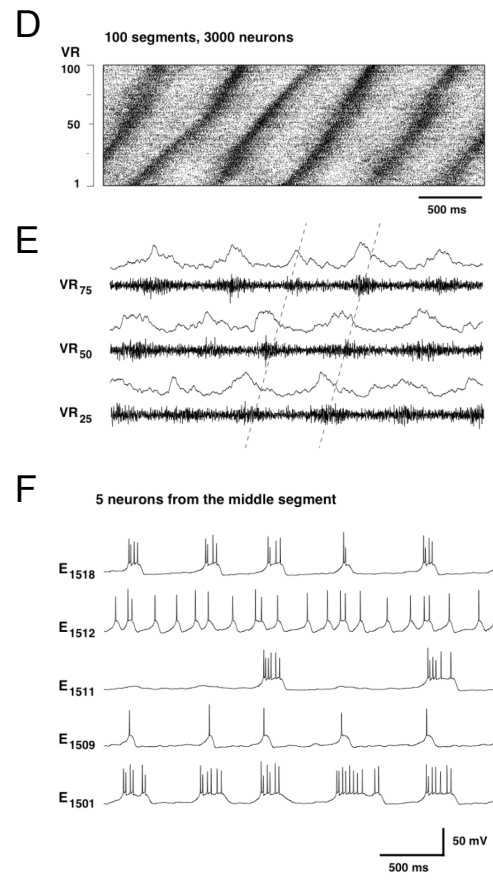 D
100 segments, 3000 neurons
VR
100
50
1
500 ms
E
VR75
VR50
VR25
F
5 neurons from the middle segment
E1518
E1512
E1511
E1509
E1501
50 mV
500 ms